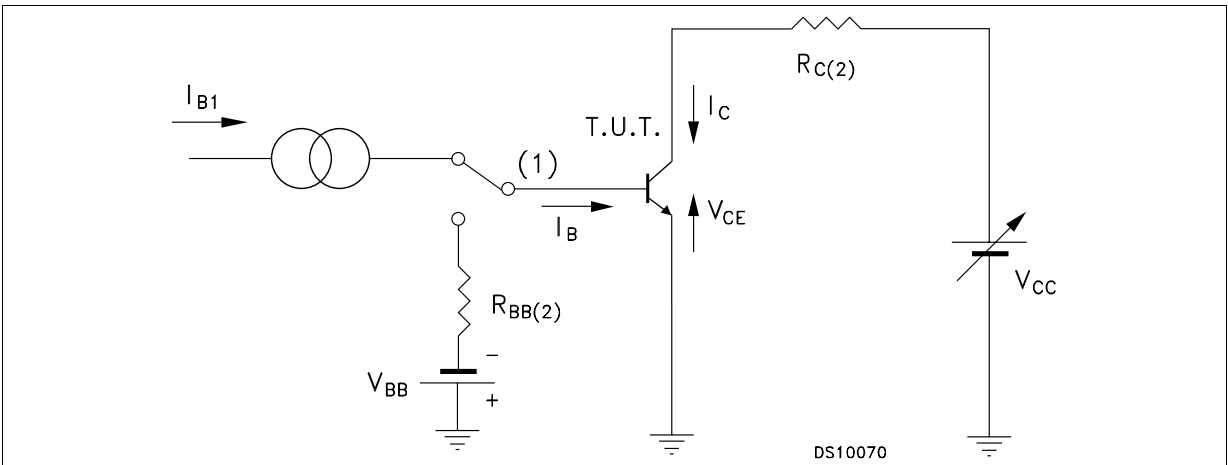 I_B1
R_C(2)
I_C
T.U.T.
(1)
V_CE
I_B
R_BB(2)
V_CC
V_BB
−
+
DS10070